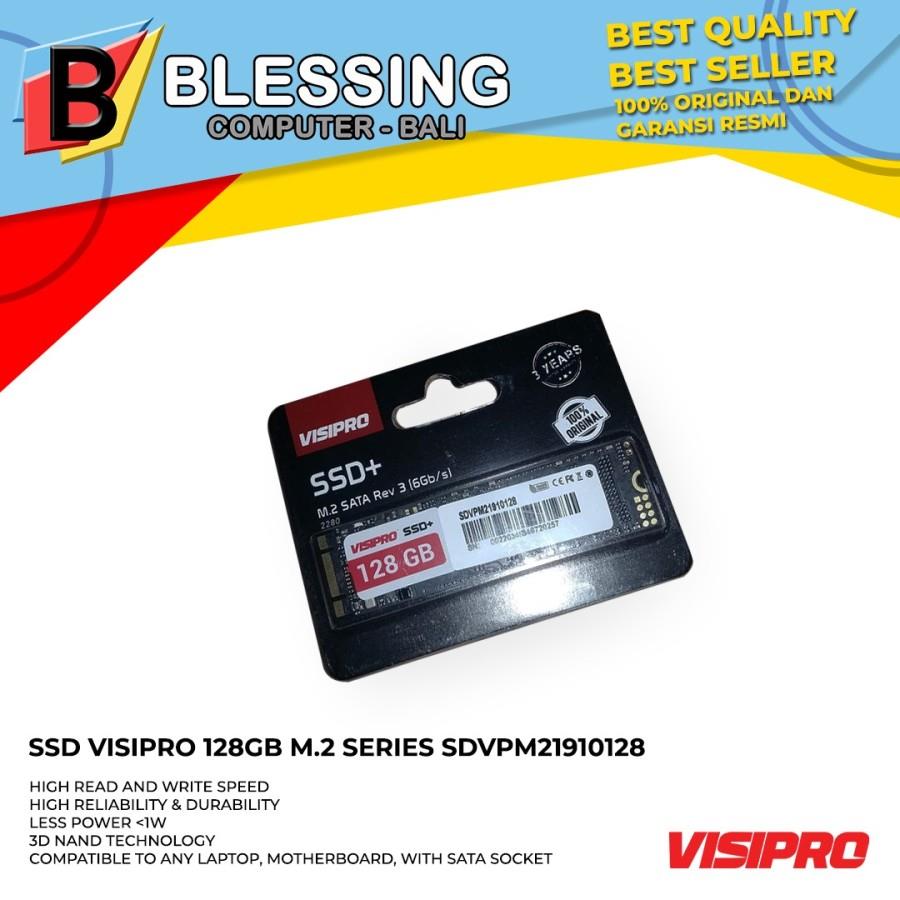 B
BLESSING
COMPUTER - BALI
BEST QUALITY
BEST SELLER
100% ORIGINAL DAN
GARANSI RESMI
3 YEARS
100%
ORIGINAL
VISIPRO
SSD+
M.2 SATA Rev 3 (6Gb/s)
2280
VISIPRO SSD+
128 GB
SDVPM21910128
SSD VISIPRO 128GB M.2 SERIES SDVPM21910128
HIGH READ AND WRITE SPEED
HIGH RELIABILITY & DURABILITY
LESS POWER <1W
3D NAND TECHNOLOGY
COMPATIBLE TO ANY LAPTOP, MOTHERBOARD, WITH SATA SOCKET
VISIPRO